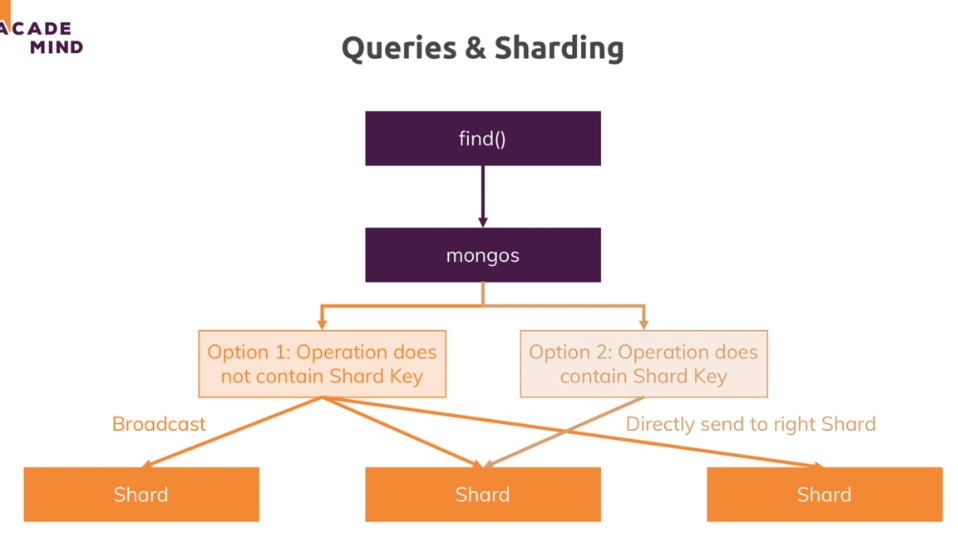 ACADE
MIND
Queries & Sharding
find()
mongos
Option 1: Operation does
not contain Shard Key
Option 2: Operation does
contain Shard Key
Broadcast
Directly send to right Shard
Shard
Shard
Shard